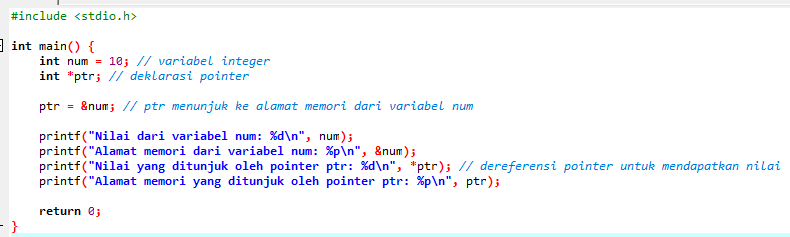 #include <stdio.h>
int main() {
int num = 10; // variabel integer
int *ptr; // deklarasi pointer
ptr = &num; // ptr menunjuk ke alamat memori dari variabel num
printf("Nilai dari variabel num: %d\n", num);
printf("Alamat memori dari variabel num: %p\n", &num);
printf("Nilai yang ditunjuk oleh pointer ptr: %d\n", *ptr); // dereferensi pointer untuk mendapatkan nilai
printf("Alamat memori yang ditunjuk oleh pointer ptr: %p\n", ptr);
return 0;
}